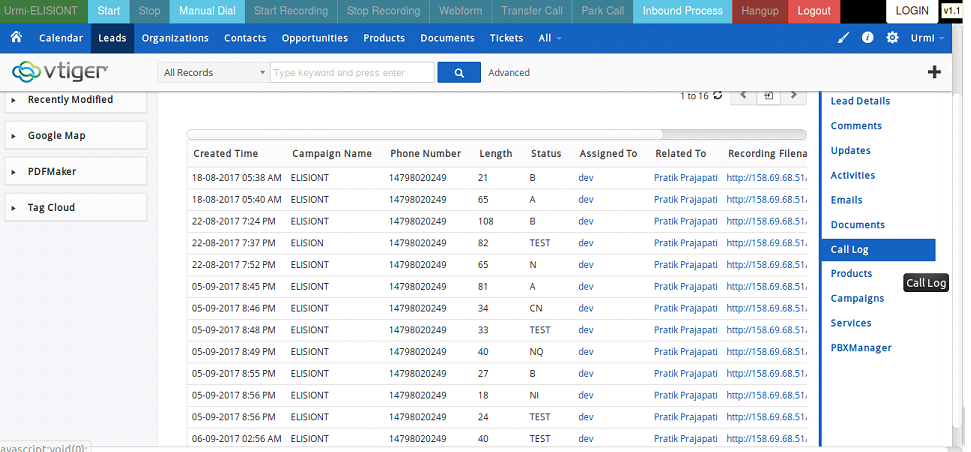 Urmi-ELISIONT Start Stop Manual Dial Start Recording Stop Recording Webform Transfer Call Park Call Inbound Process Hangup Logout LOGIN v1.1
Calendar Leads Organizations Contacts Opportunities Products Documents Tickets All Urmi
vtiger All Records Type keyword and press enter Advanced
Recently Modified
Google Map
PDFMaker
Tag Cloud
1 to 16
Created Time Campaign Name Phone Number Length Status Assigned To Related To Recording Filena
18-08-2017 05:38 AM ELISIONT 14798020249 21 B dev Pratik Prajapati http://158.69.68.51/
18-08-2017 05:40 AM ELISIONT 14798020249 65 A dev Pratik Prajapati http://158.69.68.51/
22-08-2017 7:24 PM ELISIONT 14798020249 108 B dev Pratik Prajapati http://158.69.68.51/
22-08-2017 7:37 PM ELISION 14798020249 82 TEST dev Pratik Prajapati http://158.69.68.51/
22-08-2017 7:52 PM ELISIONT 14798020249 65 N dev Pratik Prajapati http://158.69.68.51/
05-09-2017 8:45 PM ELISIONT 14798020249 81 A dev Pratik Prajapati http://158.69.68.51/
05-09-2017 8:46 PM ELISIONT 14798020249 34 CN dev Pratik Prajapati http://158.69.68.51/
05-09-2017 8:48 PM ELISIONT 14798020249 33 TEST dev Pratik Prajapati http://158.69.68.51/
05-09-2017 8:49 PM ELISIONT 14798020249 40 NQ dev Pratik Prajapati http://158.69.68.51/
05-09-2017 8:55 PM ELISIONT 14798020249 27 B dev Pratik Prajapati http://158.69.68.51/
05-09-2017 8:56 PM ELISIONT 14798020249 18 NI dev Pratik Prajapati http://158.69.68.51/
05-09-2017 8:56 PM ELISIONT 14798020249 24 TEST dev Pratik Prajapati http://158.69.68.51/
06-09-2017 02:56 AM ELISIONT 14798020249 40 TEST dev Pratik Prajapati http://158.69.68.51/
Lead Details
Comments
Updates
Activities
Emails
Documents
Call Log
Products
Call Log
Campaigns
Services
PBXManager
avascript:void(0);